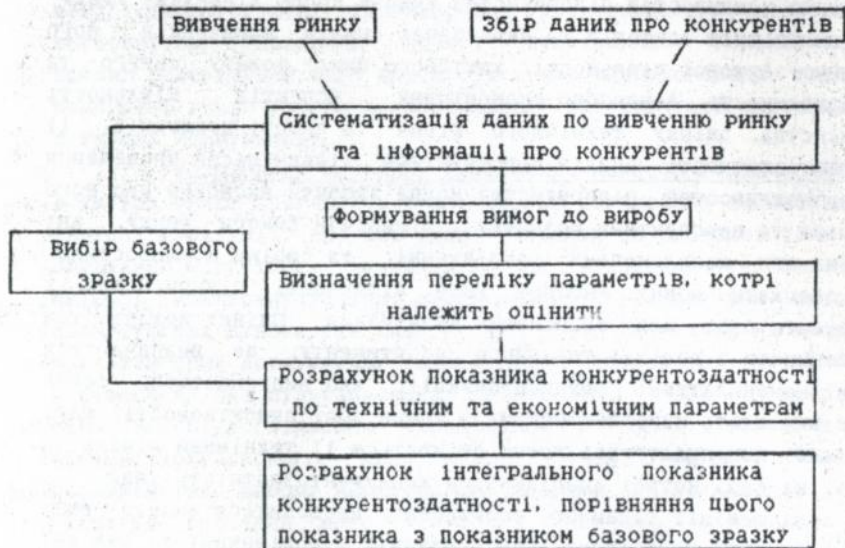 Вивчення ринку
Збір даних про конкурентів
Систематизація даних по вивченню ринку
та інформації про конкурентів
Формування вимог до виробу
Вибір базового
зразку
Визначення переліку параметрів, котрі
належить оцінити
Розрахунок показника конкурентоздатності
по технічним та економічним параметрам
Розрахунок інтегрального показника
конкурентоздатності, порівняння цього
показника з показником базового зразку